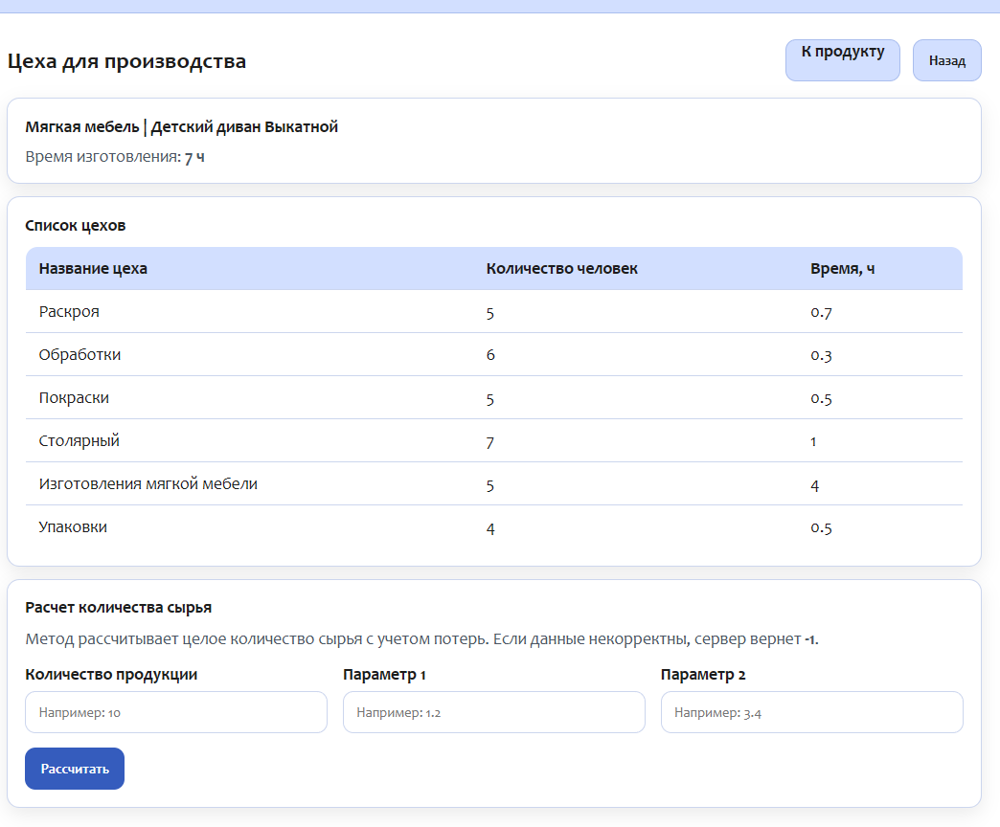 Цеха для производства
К продукту
Назад
Мягкая мебель | Детский диван Выкатной
Время изготовления: 7 ч
Список цехов
Название цеха Количество человек Время, ч
Раскроя 5 0.7
Обработки 6 0.3
Покраски 5 0.5
Столярный 7 1
Изготовления мягкой мебели 5 4
Упаковки 4 0.5
Расчет количества сырья
Метод рассчитывает целое количество сырья с учетом потерь. Если данные некорректны, сервер вернет -1.
Количество продукции Параметр 1 Параметр 2
Например: 10 Например: 1.2 Например: 3.4
Рассчитать